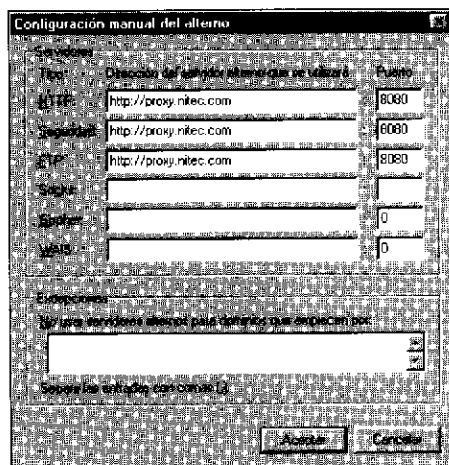 Configuración manual del alterno
Servidores
Tipo Dirección del servidor alterno que se utilizará Puerto
HTTP: http://proxy.nitec.com 8080
Seguridad: http://proxy.nitec.com 6080
FTP: http://proxy.nitec.com 8080
Socks:
Gopher: 0
WAIS: 0
Excepciones
No usar servidores alternos para dominios que empiecen por:
Separe las entradas con comas (,)
Aceptar Cancelar